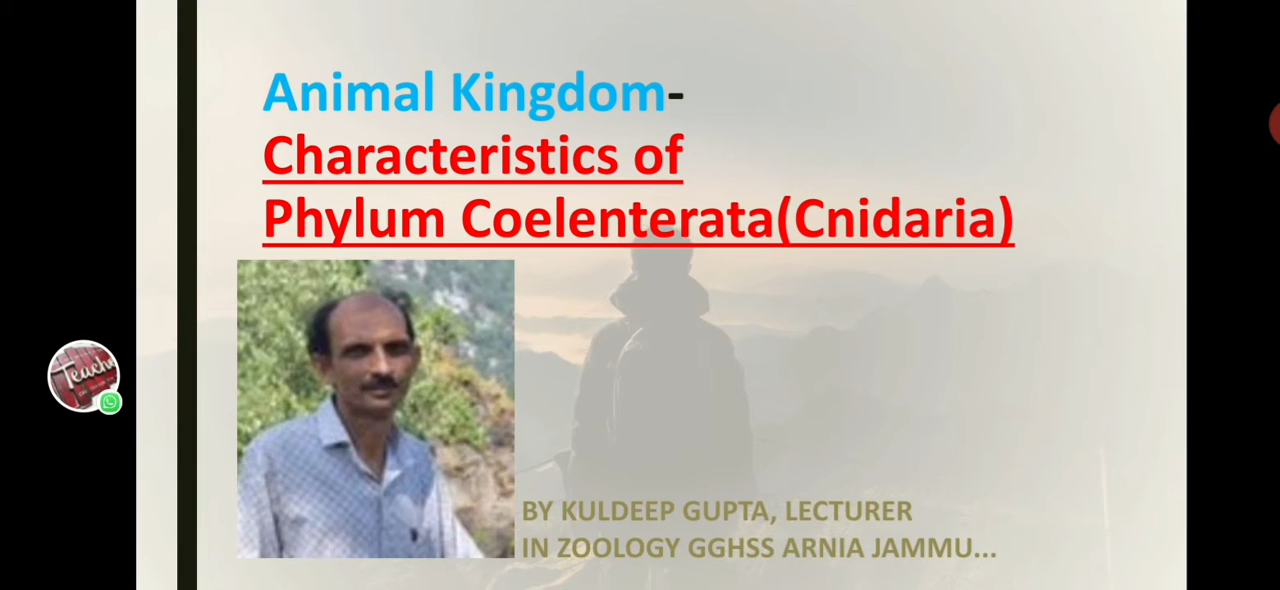 Animal Kingdom-
Characteristics of
Phylum Coelenterata(Cnidaria)
BY KULDEEP GUPTA, LECTURER
IN ZOOLOGY GGHSS ARNIA JAMMU...